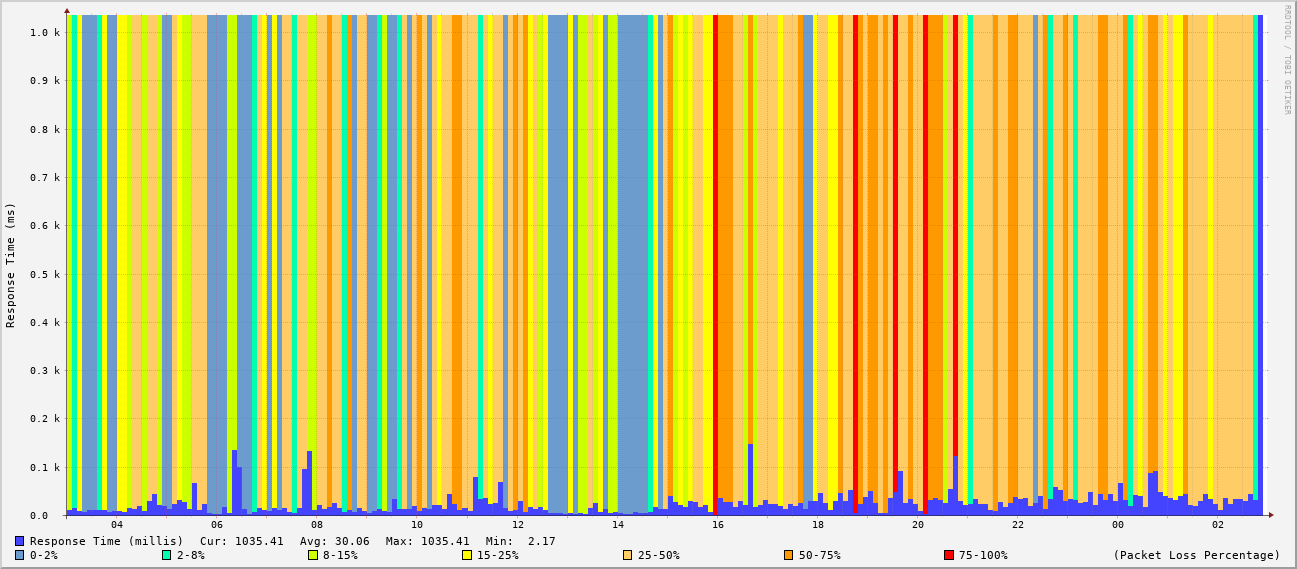 RRDTOOL / TOBI OETIKER
Response Time (ms)
1.0 k
0.9 k
0.8 k
0.7 k
0.6 k
0.5 k
0.4 k
0.3 k
0.2 k
0.1 k
0.0
04 06 08 10 12 14 16 18 20 22 00 02
Response Time (millis) Cur: 1035.41 Avg: 30.06 Max: 1035.41 Min: 2.17
0-2% 2-8% 8-15% 15-25% 25-50% 50-75% 75-100% (Packet Loss Percentage)